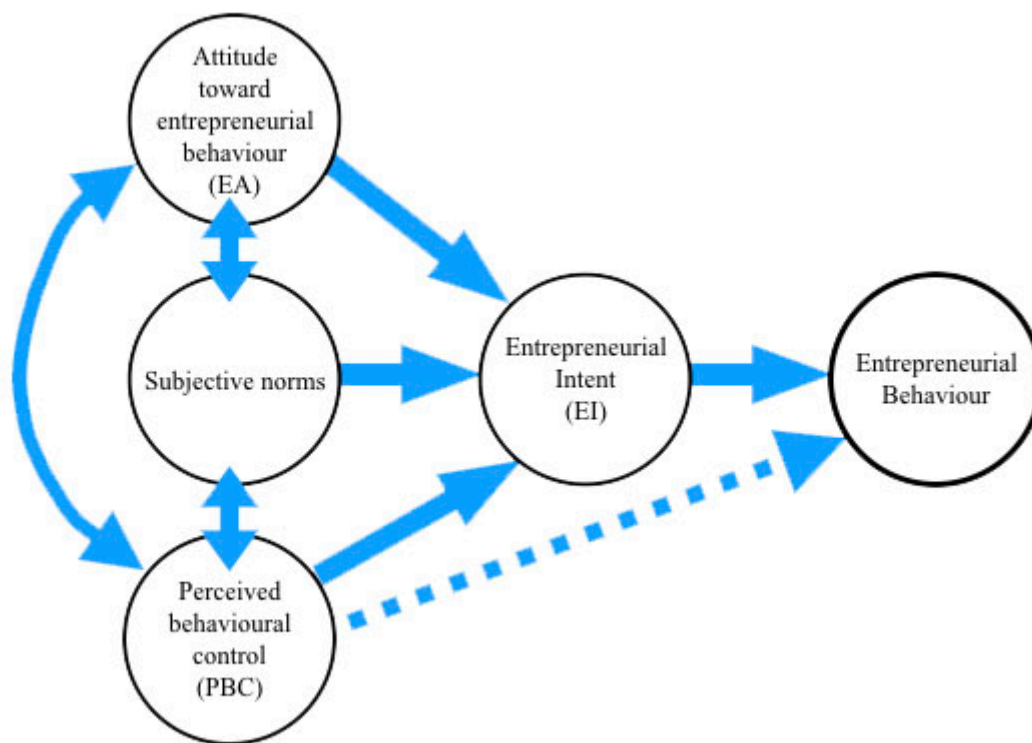 Attitude
toward
entrepreneurial
behaviour
(EA)
Subjective norms
Perceived
behavioural
control
(PBC)
Entrepreneurial
Intent
(EI)
Entrepreneurial
Behaviour